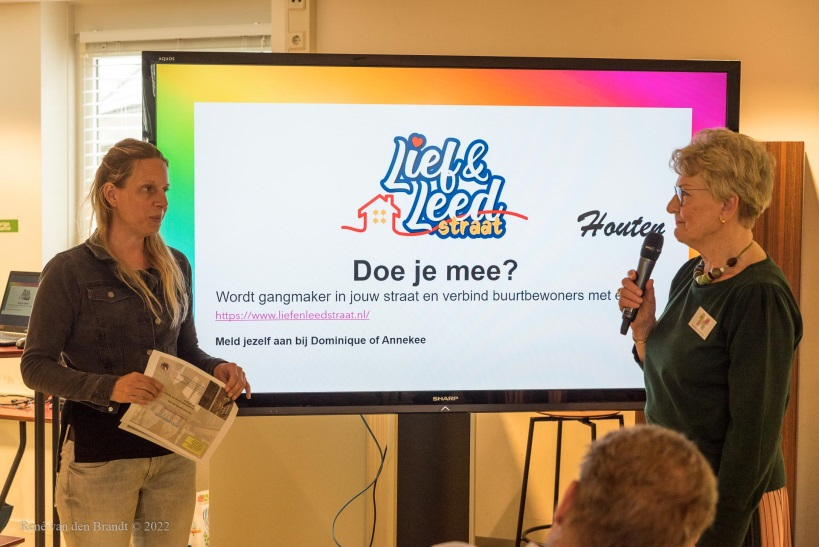 AQUOS
Lief &
Leed
straat
Houten
Doe je mee?
Wordt gangmaker in jouw straat en verbind buurtbewoners met
https://www.liefenleedstraat.nl/
Meld jezelf aan bij Dominique of Annekee
SHARP
René van den Brandt © 2022